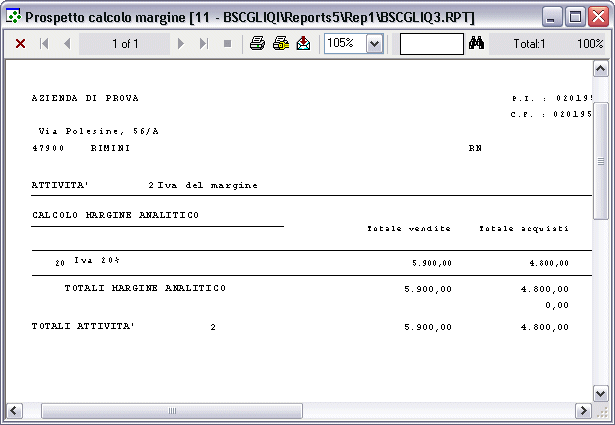 Prospetto calcolo margine [11 - BSCGLIQI\Reports5\Rep1\BSCGLIQ3.RPT]
1 of 1 105% Total:1 100%
AZIENDA DI PROVA P.I. : 020195
C.F. : 020195
Via Polesine, 56/A
47900 RIMINI RN
ATTIVITA' 2 Iva del margine
CALCOLO MARGINE ANALITICO
Totale vendite Totale acquisti
20 Iva 20% 5.900,00 4.800,00
TOTALI MARGINE ANALITICO 5.900,00 4.800,00
0,00
TOTALI ATTIVITA' 2 5.900,00 4.800,00